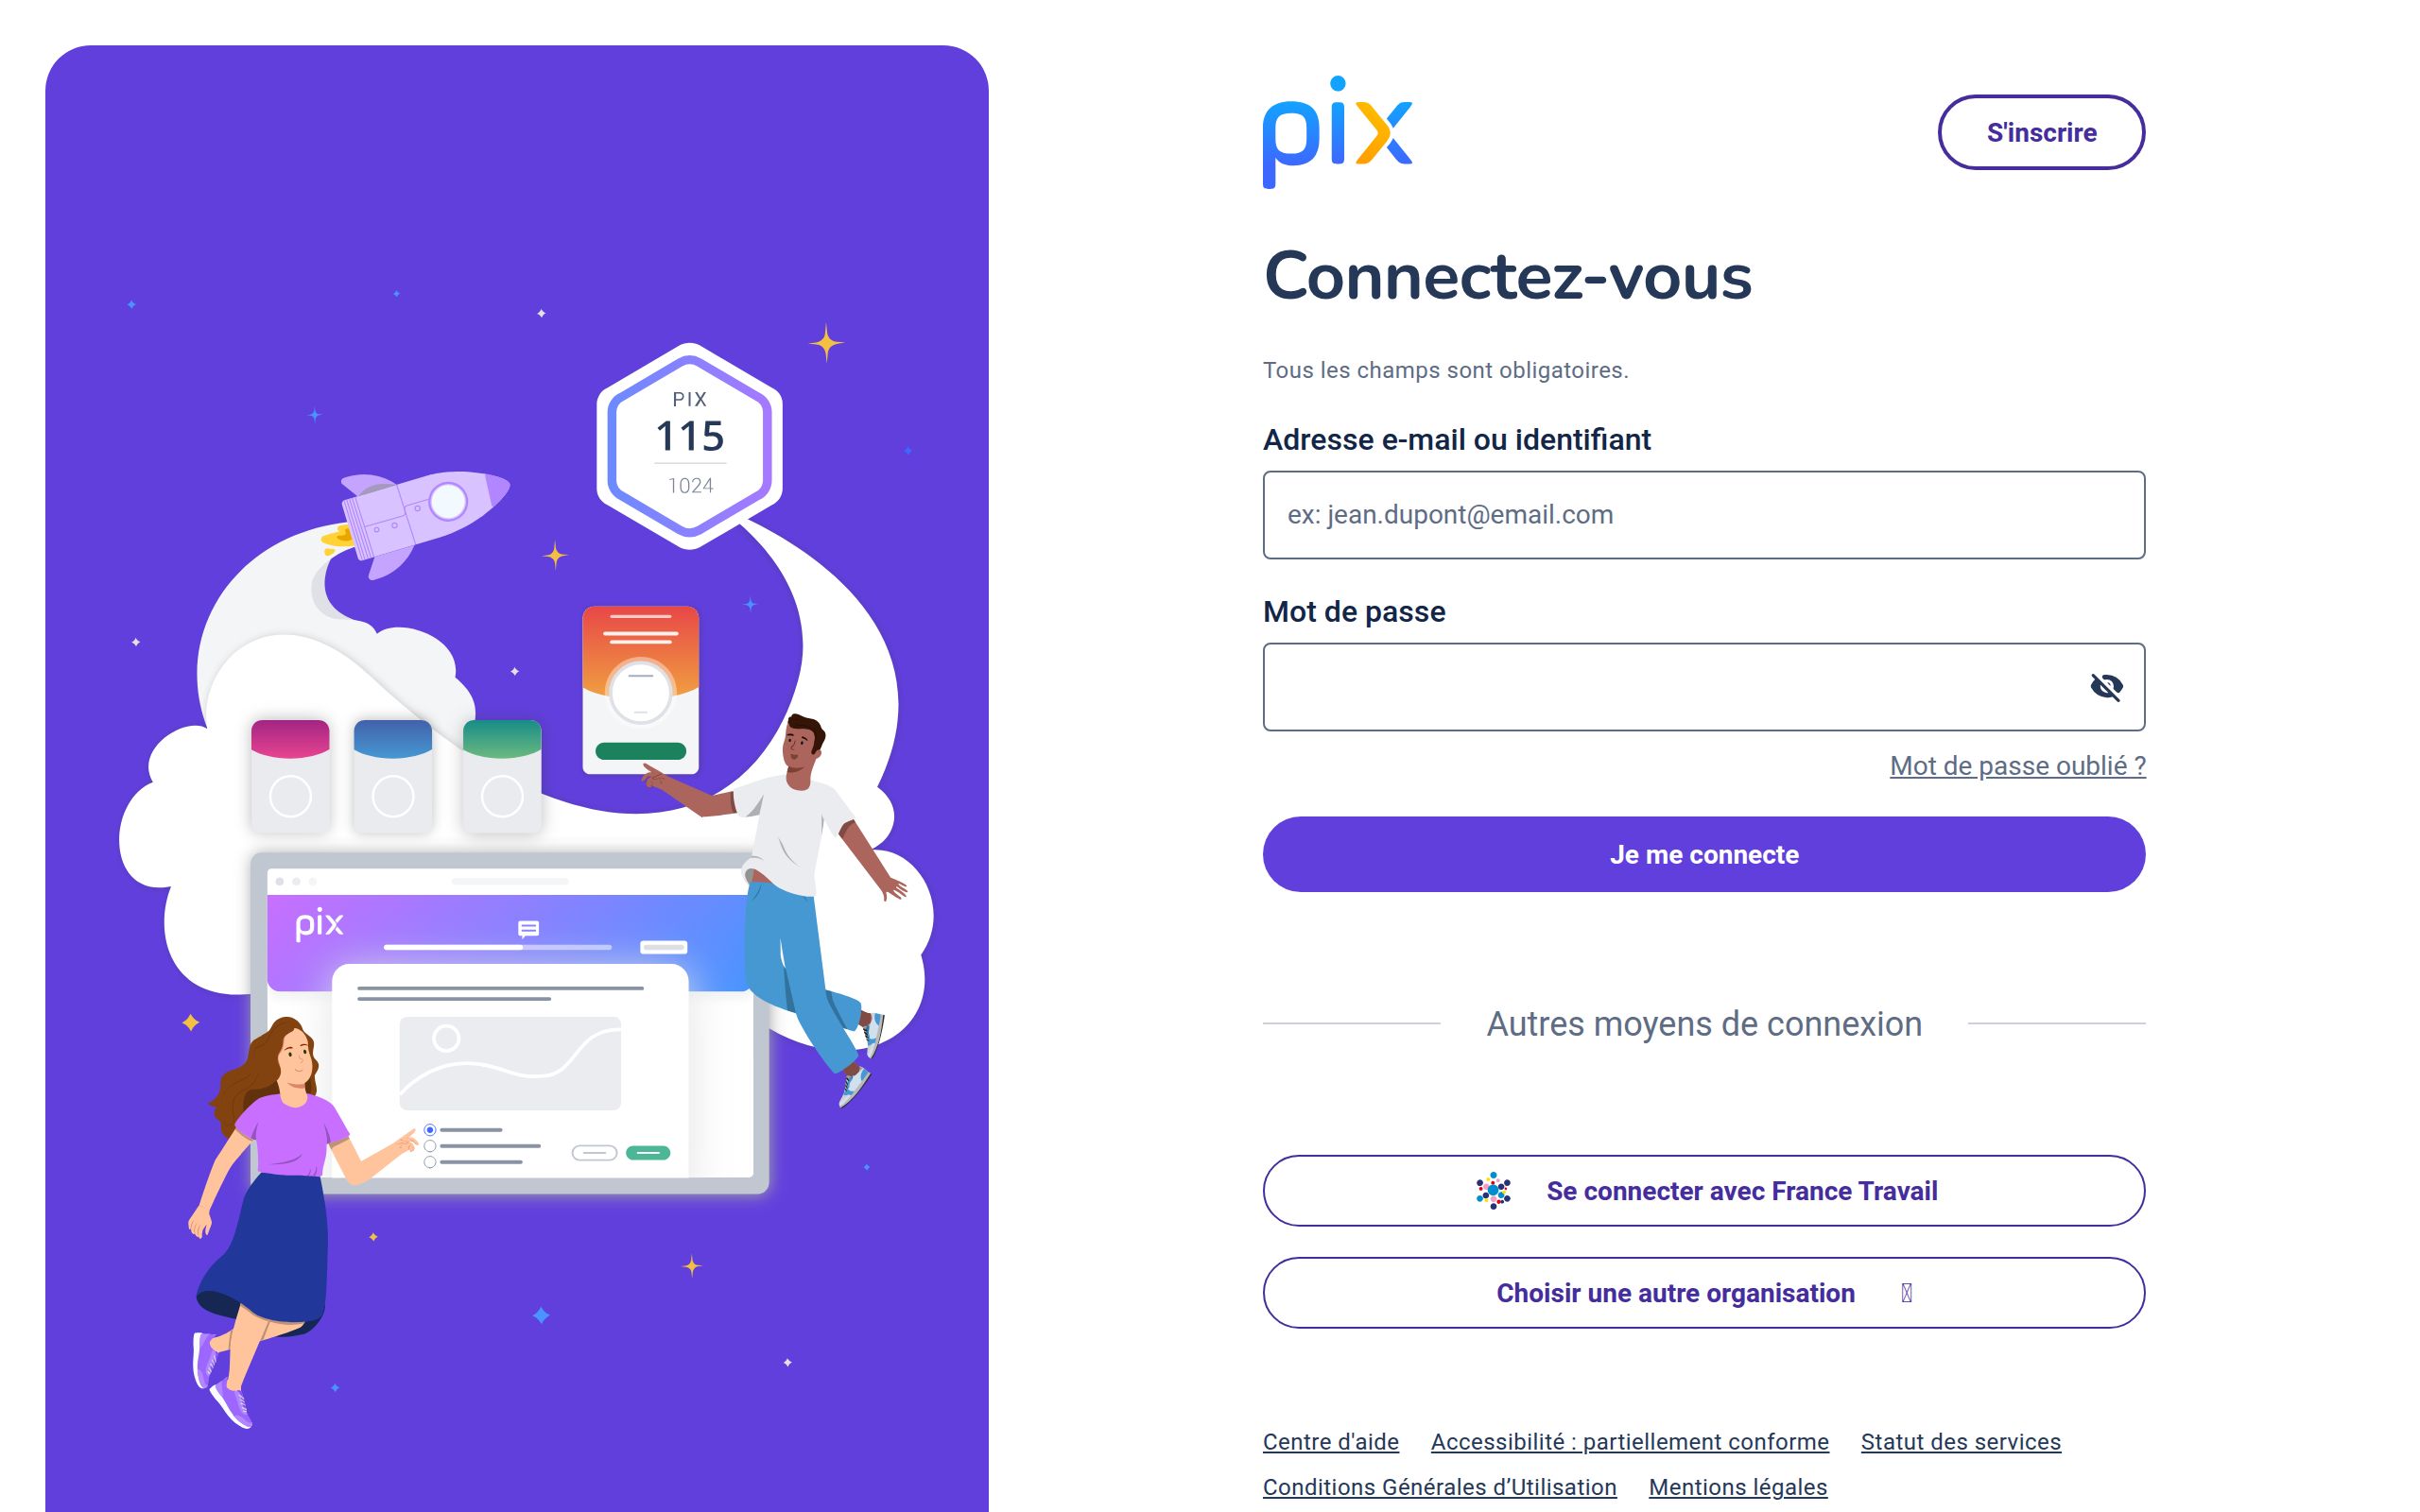 pix
S'inscrire
Connectez-vous
Tous les champs sont obligatoires.
Adresse e-mail ou identifiant
ex: jean.dupont@email.com
Mot de passe
Mot de passe oublié ?
Je me connecte
Autres moyens de connexion
Se connecter avec France Travail
Choisir une autre organisation
Centre d'aide Accessibilité : partiellement conforme Statut des services
Conditions Générales d’Utilisation Mentions légales
PIX
115
1024
pix